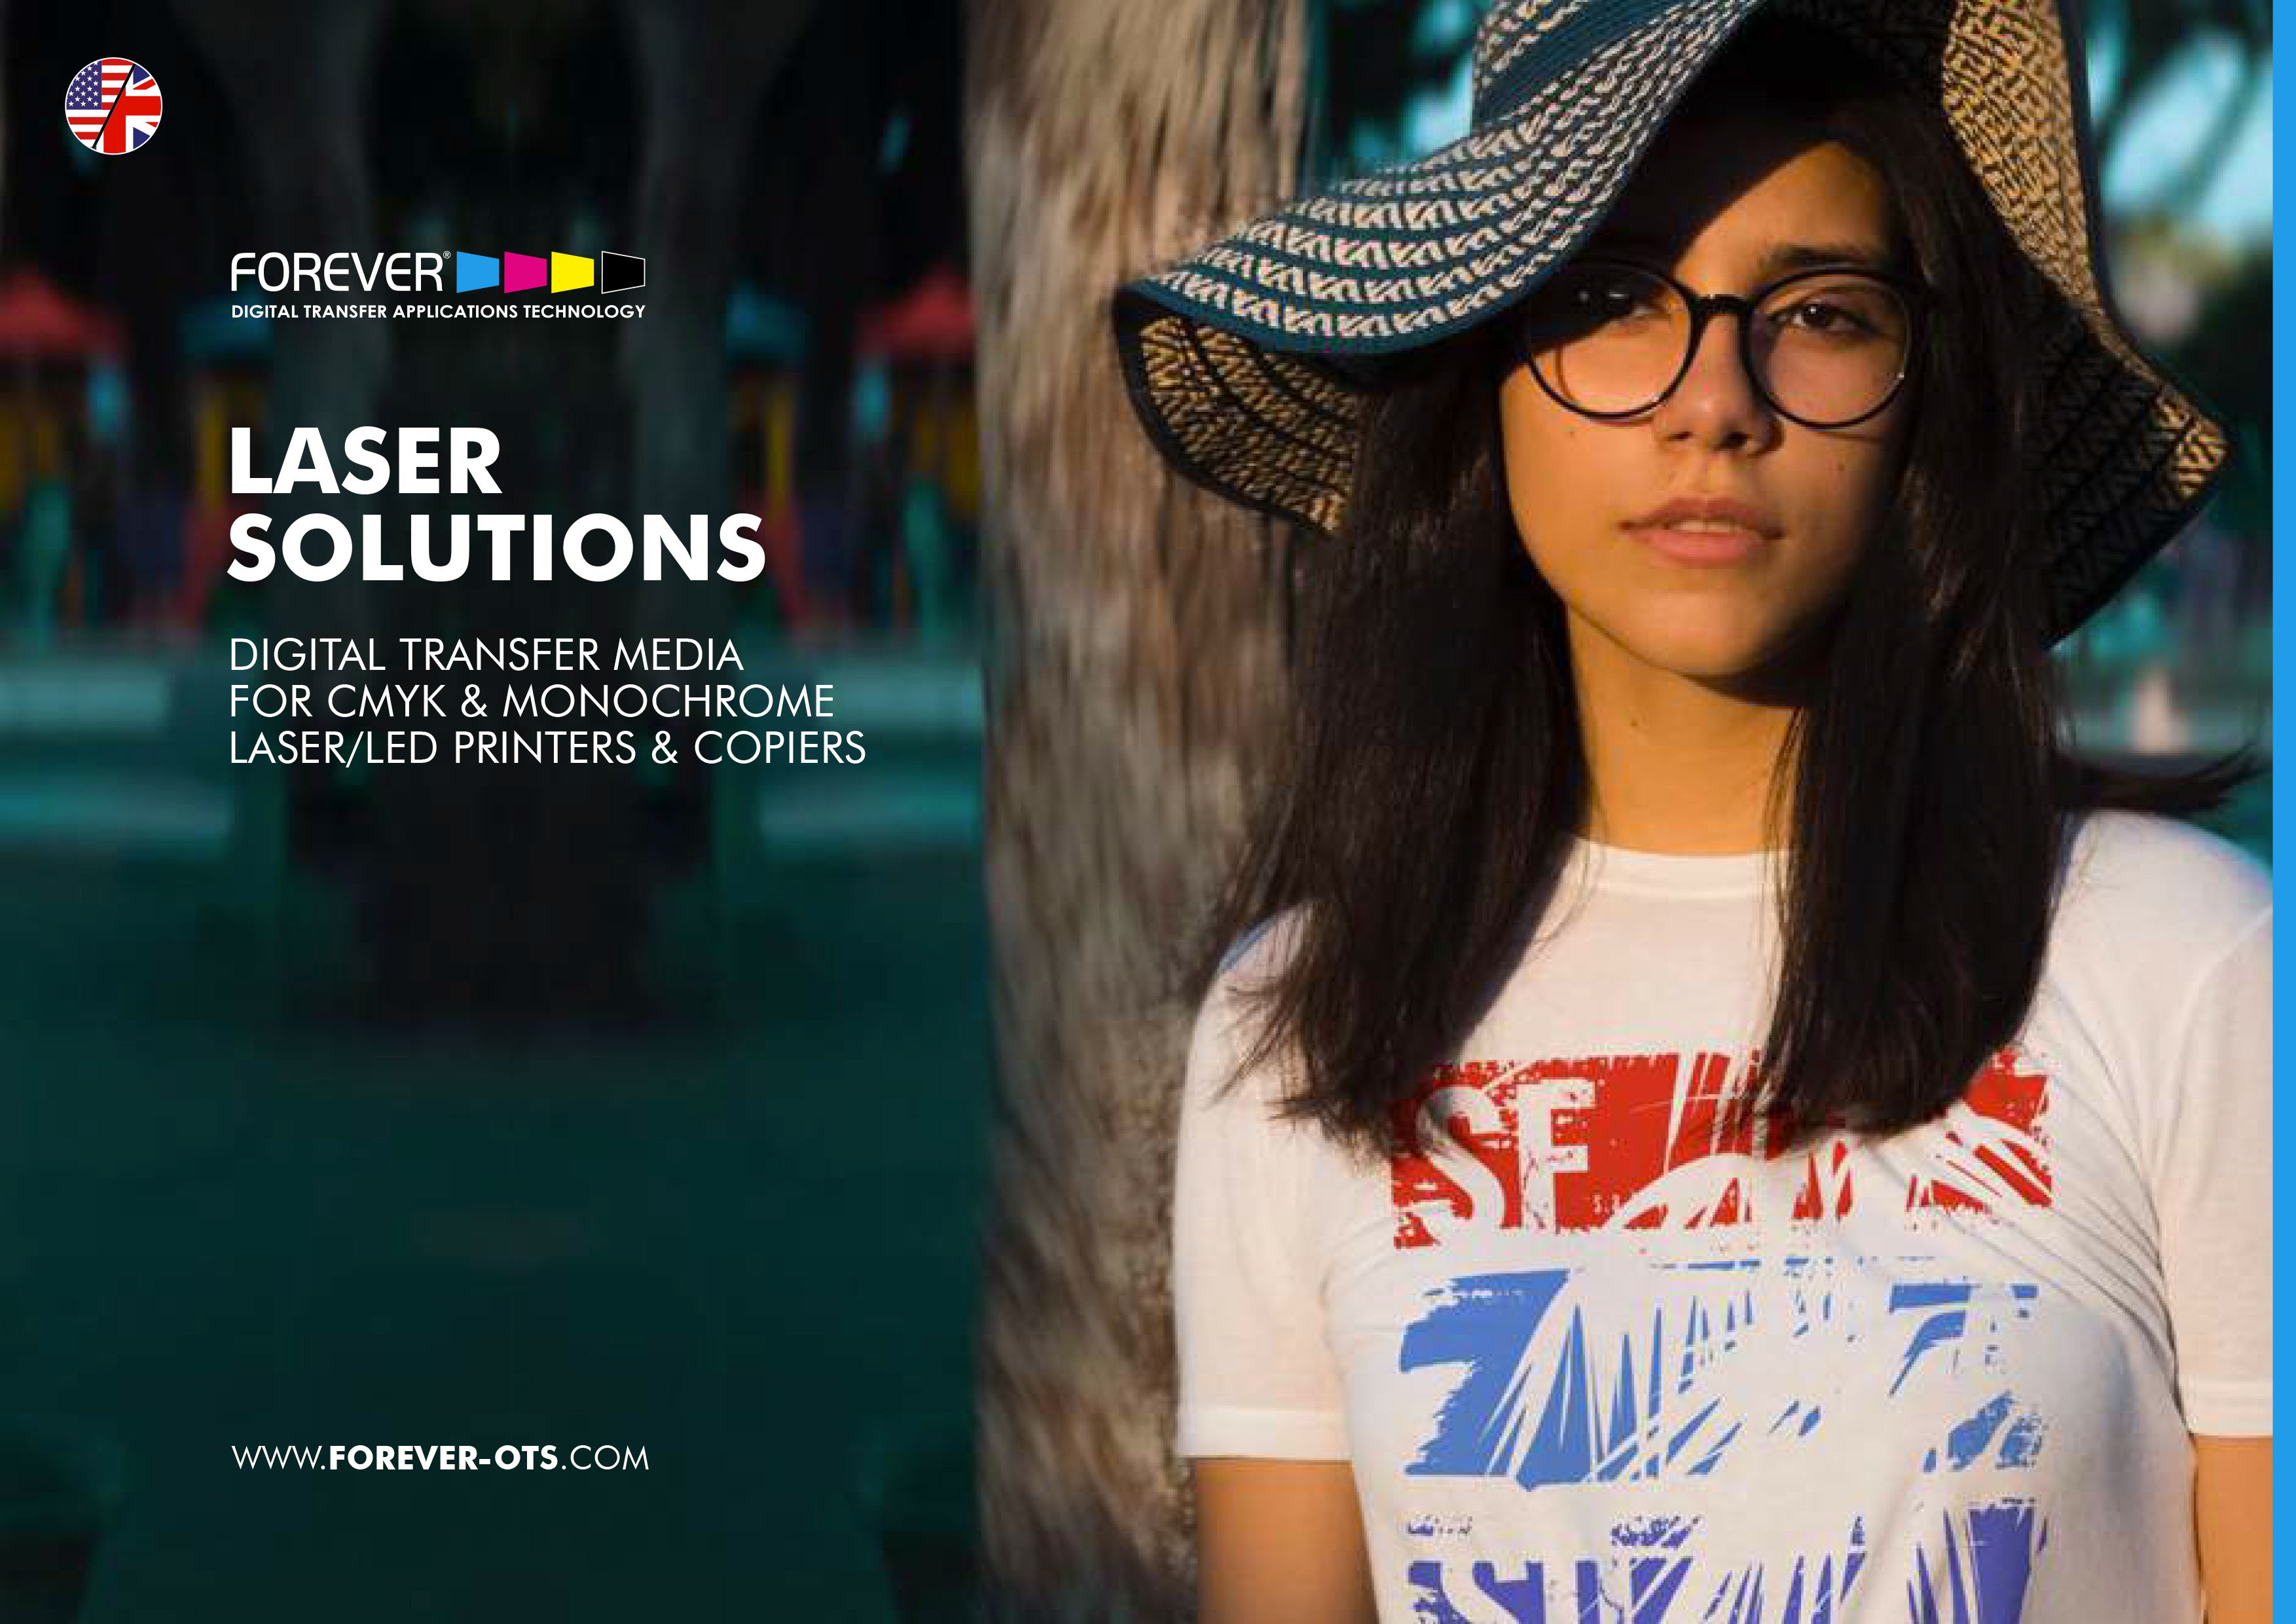 FOREVER®
DIGITAL TRANSFER APPLICATIONS TECHNOLOGY
LASER
SOLUTIONS
DIGITAL TRANSFER MEDIA
FOR CMYK & MONOCHROME
LASER/LED PRINTERS & COPIERS
WWW.FOREVER-OTS.COM